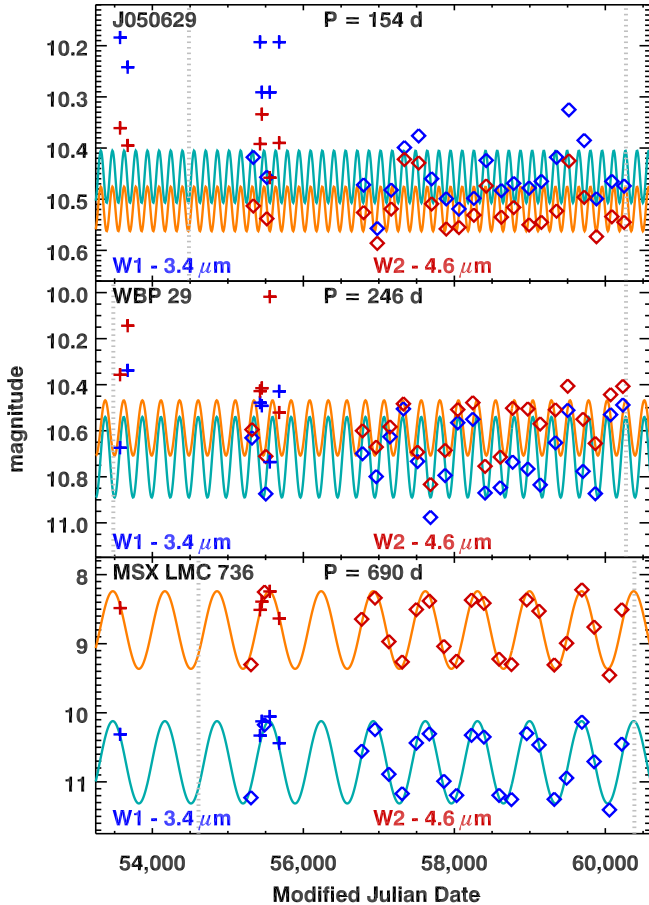 J050629 P = 154 d
10.2
10.3
10.4
10.5
10.6
W1 - 3.4 μm W2 - 4.6 μm
WBP 29 P = 246 d
10.0
10.2
10.4
10.6
10.8
11.0
W1 - 3.4 μm W2 - 4.6 μm
magnitude
MSX LMC 736 P = 690 d
8
9
10
11
W1 - 3.4 μm W2 - 4.6 μm
54,000 56,000 58,000 60,000
Modified Julian Date